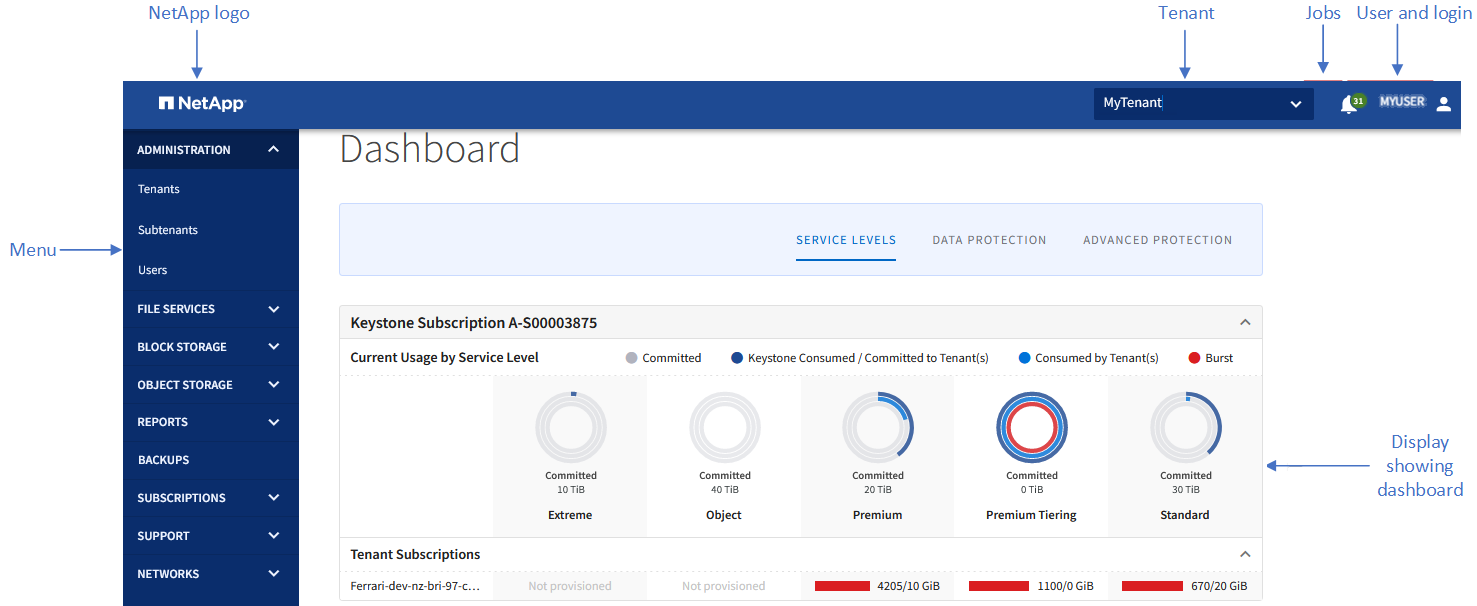 NetApp logo
Tenant
Jobs
User and login
NetApp
MyTenant
31
MYUSER
ADMINISTRATION
Dashboard
Tenants
Subtenants
Menu
Users
SERVICE LEVELS
DATA PROTECTION
ADVANCED PROTECTION
FILE SERVICES
BLOCK STORAGE
OBJECT STORAGE
REPORTS
BACKUPS
SUBSCRIPTIONS
SUPPORT
NETWORKS
Keystone Subscription A-S00003875
Current Usage by Service Level
Committed
Keystone Consumed / Committed to Tenant(s)
Consumed by Tenant(s)
Burst
Committed
10 TiB
Extreme
Committed
40 TiB
Object
Committed
20 TiB
Premium
Committed
0 TiB
Premium Tiering
Committed
30 TiB
Standard
Display
showing
dashboard
Tenant Subscriptions
Ferrari-dev-nz-bri-97-c...
Not provisioned
Not provisioned
4205/10 GiB
1100/0 GiB
670/20 GiB